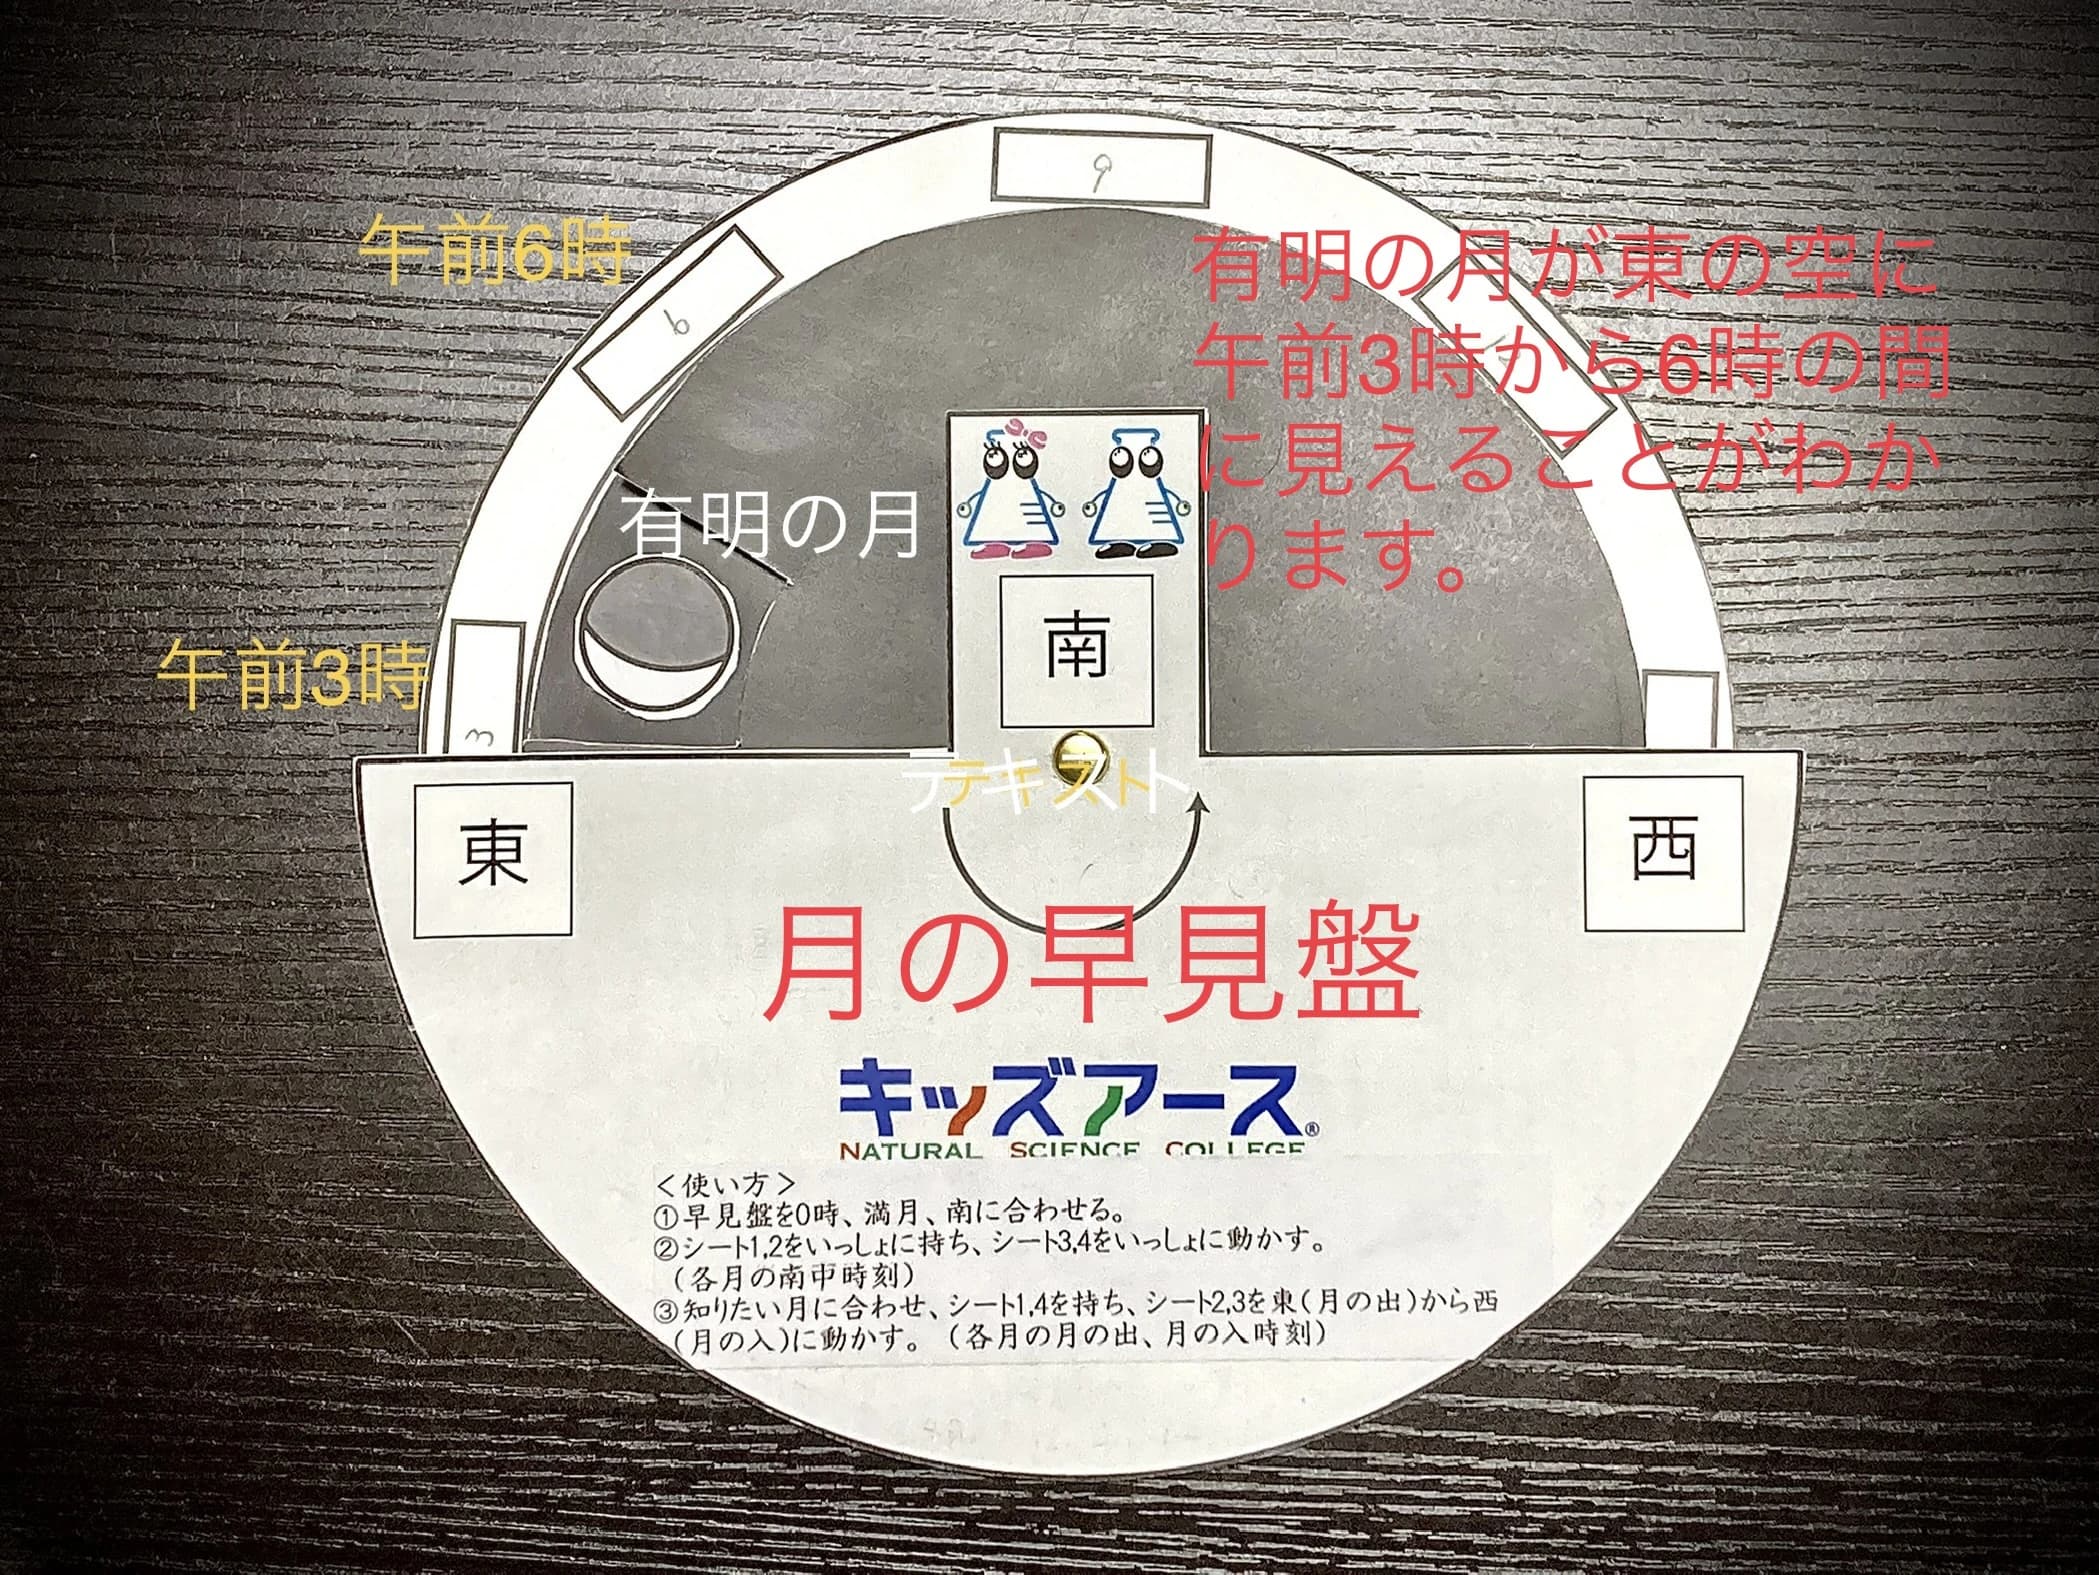 9
午前6時
6
有明の月が東の空に
午前3時から6時の間
に見えることがわか
ります。
有明の月
南
午前3時
3
テキスト
テキスト
東
西
月の早見盤
キッズアース®
NATURAL SCIENCE COLLEGE
<使い方>
①早見盤を0時、満月、南に合わせる。
②シート1,2をいっしょに持ち、シート3,4をいっしょに動かす。
(各月の南中時刻)
③知りたい月に合わせ、シート1,4を持ち、シート2,3を東(月の出)から西
(月の入)に動かす。(各月の月の出、月の入時刻)